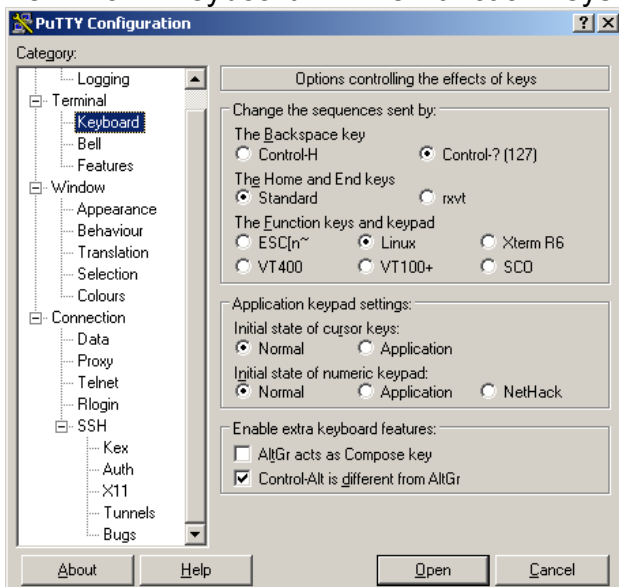 PuTTY Configuration
Category:
Logging
Terminal
Keyboard
Bell
Features
Window
Appearance
Behaviour
Translation
Selection
Colours
Connection
Data
Proxy
Telnet
Rlogin
SSH
Kex
Auth
X11
Tunnels
Bugs
Options controlling the effects of keys
Change the sequences sent by:
The Backspace key
Control-H Control-? (127)
The Home and End keys
Standard rxvt
The Function keys and keypad
ESC[n~ Linux Xterm R6
VT400 VT100+ SCO
Application keypad settings:
Initial state of cursor keys:
Normal Application
Initial state of numeric keypad:
Normal Application NetHack
Enable extra keyboard features:
AltGr acts as Compose key
Control-Alt is different from AltGr
About Help Open Cancel